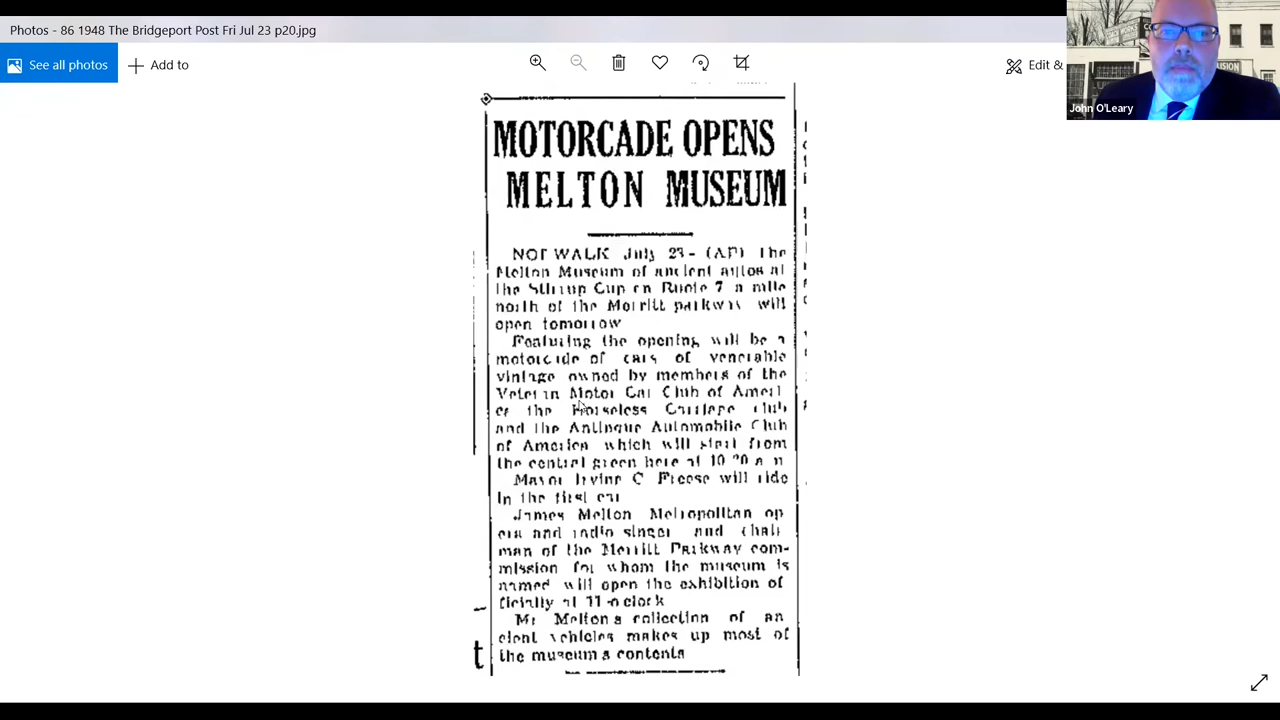 Photos - 86 1948 The Bridgeport Post Fri Jul 23 p20.jpg
See all photos
Add to
Edit &
John O'Leary
MOTORCADE OPENS
MELTON MUSEUM
NORWALK July 23 - (AP) The
Melton Museum of ancient autos at
the Stirrup Cup on Route 7 a mile
north of the Merritt parkway will
open tomorrow
Featuring the opening will be a
motorcade of cars of venerable
vintage owned by members of the
Veteran Motor Car Club of Ameri
ca the Horseless Carriage club
and the Antique Automobile Club
of America which will start from
the central green here at 10 a m
Mayor Irving C Freese will ride
in the first car
James Melton Metropolitan op
era and radio singer and chair
man of the Merritt Parkway com-
mission for whom the museum is
named will open the exhibition of
ficially at 11 o clock
Mr Melton s collection of an
cient vehicles makes up most of
the museum s contents
t